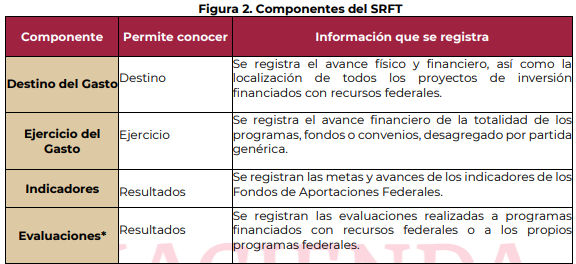 Figura 2. Componentes del SRFT
Componente Permite conocer Información que se registra
Destino del Gasto Destino Se registra el avance físico y financiero, así como la
localización de todos los proyectos de inversión
financiados con recursos federales.
Ejercicio del
Gasto
Ejercicio
Se registra el avance financiero de la totalidad de los
programas, fondos o convenios, desagregado por partida
genérica.
Indicadores Resultados Se registran las metas y avances de los indicadores de los
Fondos de Aportaciones Federales.
Evaluaciones* Resultados Se registran las evaluaciones realizadas a programas
financiados con recursos federales o a los propios
programas federales.
HACIENDA